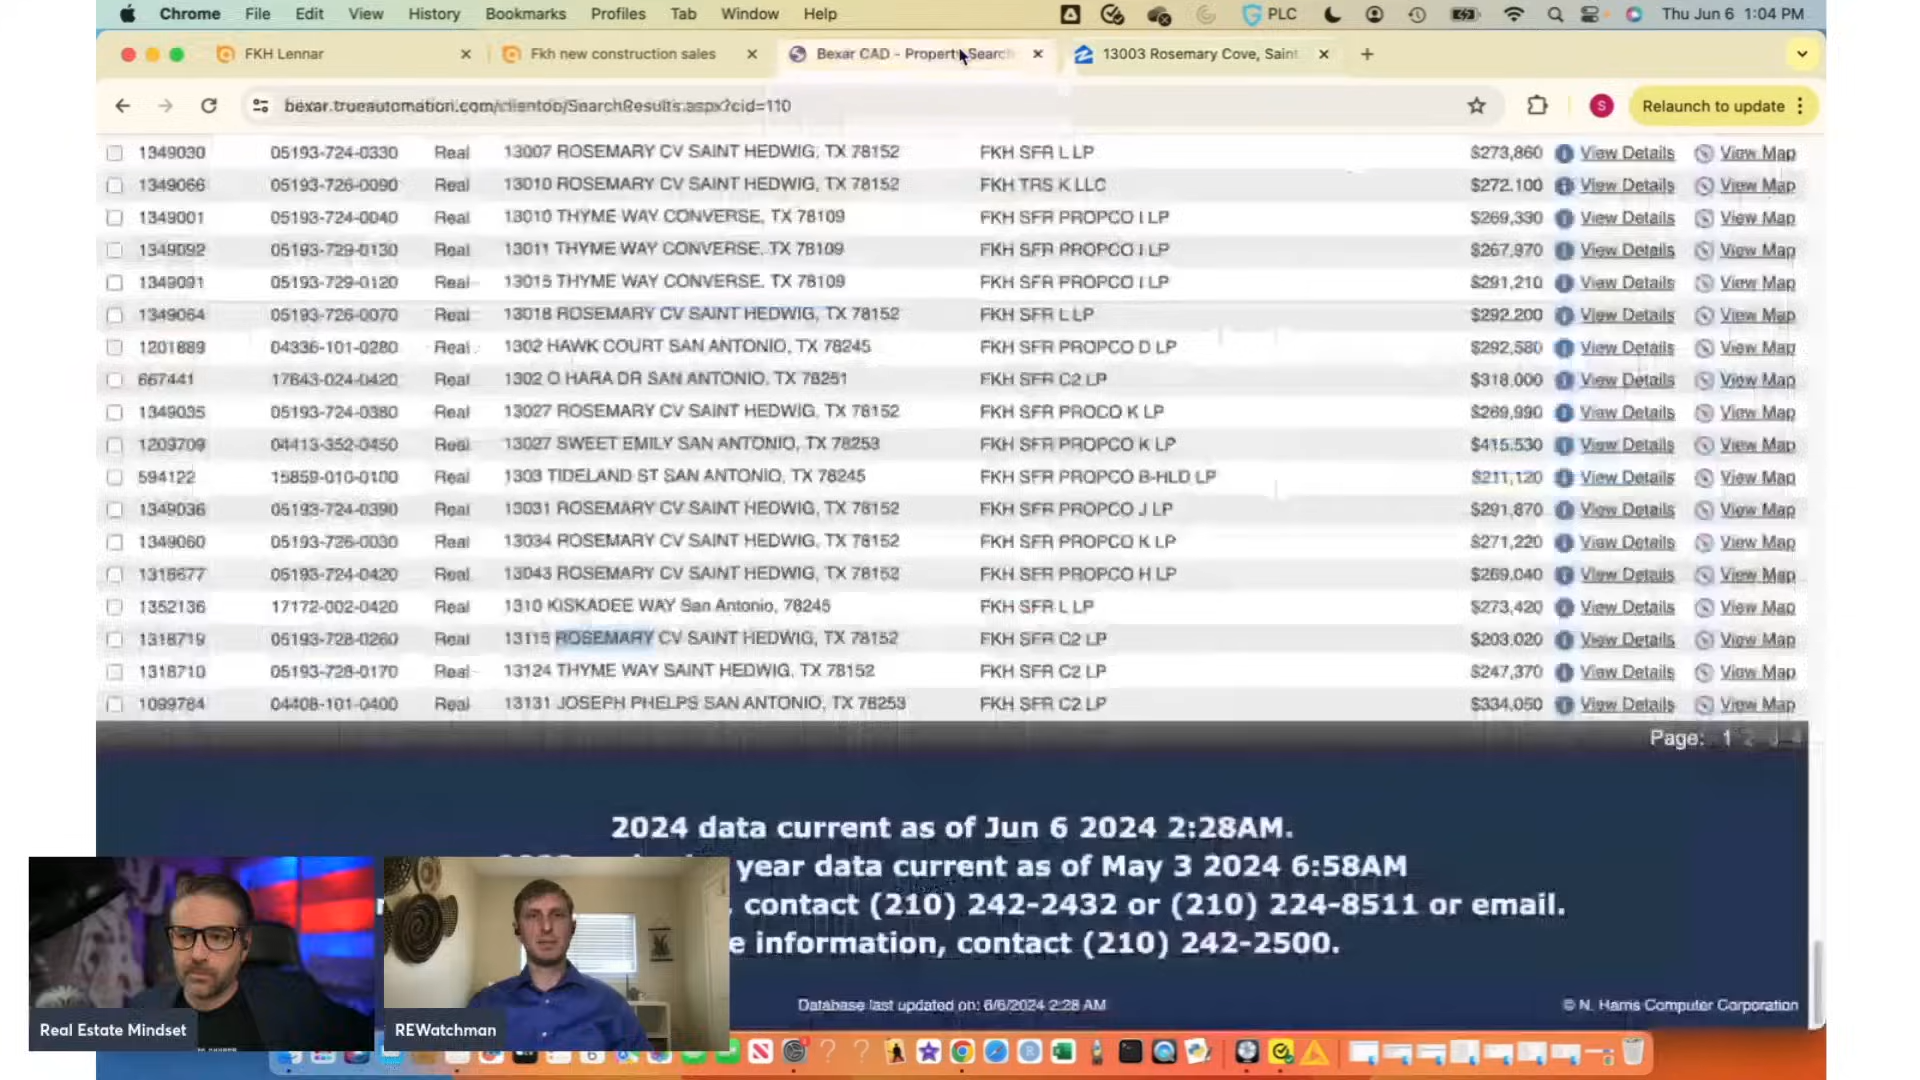 Chrome File Edit View History Bookmarks Profiles Tab Window Help PLC Thu Jun 6 1:04 PM
FKH Lennar Fkh new construction sales Bexar CAD - Property Search 13003 Rosemary Cove, Saint
bexar.trueautomation.com/clientdb/SearchResults.aspx?cid=110 S Relaunch to update
1349030 05193-724-0330 Real 13007 ROSEMARY CV SAINT HEDWIG, TX 78152 FKH SFR L LP $273,860 View Details View Map
1349066 05193-726-0090 Real 13010 ROSEMARY CV SAINT HEDWIG, TX 78152 FKH TRS K LLC $272,100 View Details View Map
1349001 05193-724-0040 Real 13010 THYME WAY CONVERSE, TX 78109 FKH SFR PROPCO I LP $269,390 View Details View Map
1349092 05193-729-0130 Real 13011 THYME WAY CONVERSE, TX 78109 FKH SFR PROPCO I LP $267,970 View Details View Map
1349091 05193-729-0120 Real 13015 THYME WAY CONVERSE, TX 78109 FKH SFR PROPCO I LP $291,210 View Details View Map
1349064 05193-726-0070 Real 13018 ROSEMARY CV SAINT HEDWIG, TX 78152 FKH SFR L LP $292,200 View Details View Map
1201889 04336-101-0280 Real 1302 HAWK COURT SAN ANTONIO, TX 78245 FKH SFR PROPCO D LP $292,580 View Details View Map
667441 17643-024-0420 Real 1302 O HARA DR SAN ANTONIO, TX 78251 FKH SFR C2 LP $318,000 View Details View Map
1349035 05193-724-0380 Real 13027 ROSEMARY CV SAINT HEDWIG, TX 78152 FKH SFR PROCO K LP $269,990 View Details View Map
1209709 04413-352-0450 Real 13027 SWEET EMILY SAN ANTONIO, TX 78253 FKH SFR PROPCO K LP $415,530 View Details View Map
594122 15859-010-0100 Real 1303 TIDELAND ST SAN ANTONIO, TX 78245 FKH SFR PROPCO B-HLD LP $211,120 View Details View Map
1349036 05193-724-0390 Real 13031 ROSEMARY CV SAINT HEDWIG, TX 78152 FKH SFR PROPCO J LP $291,870 View Details View Map
1349060 05193-726-0030 Real 13034 ROSEMARY CV SAINT HEDWIG, TX 78152 FKH SFR PROPCO K LP $271,220 View Details View Map
1318677 05193-724-0420 Real 13043 ROSEMARY CV SAINT HEDWIG, TX 78152 FKH SFR PROPCO H LP $269,040 View Details View Map
1352136 17172-002-0420 Real 1310 KISKADEE WAY San Antonio, 78245 FKH SFR L LP $273,420 View Details View Map
1318719 05193-728-0260 Real 13115 ROSEMARY CV SAINT HEDWIG, TX 78152 FKH SFR C2 LP $203,020 View Details View Map
1318710 05193-728-0170 Real 13124 THYME WAY SAINT HEDWIG, TX 78152 FKH SFR C2 LP $247,370 View Details View Map
1099784 04408-101-0400 Real 13131 JOSEPH PHELPS SAN ANTONIO, TX 78253 FKH SFR C2 LP $334,050 View Details View Map
Page: 1 2 3 4
2024 data current as of Jun 6 2024 2:28AM.
year data current as of May 3 2024 6:58AM
, contact (210) 242-2432 or (210) 224-8511 or email.
e information, contact (210) 242-2500.
Database last updated on: 6/6/2024 2:28 AM © N. Harris Computer Corporation
Real Estate Mindset REWatchman